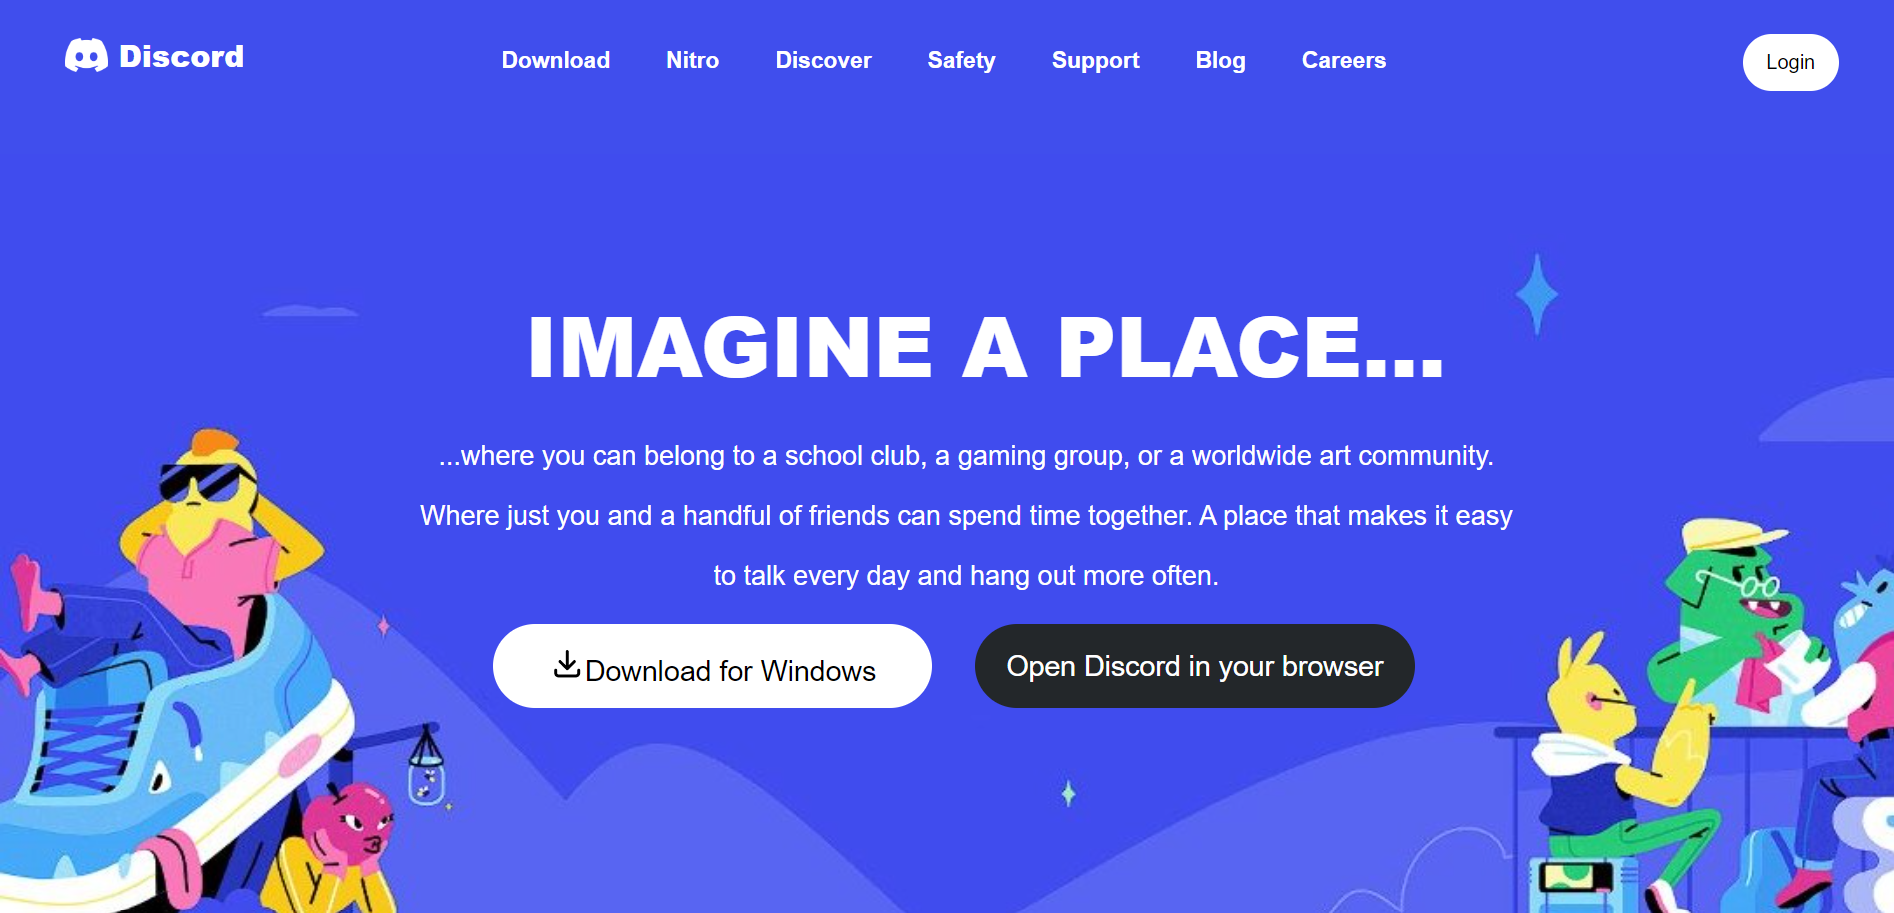 Discord
Download Nitro Discover Safety Support Blog Careers
Login
IMAGINE A PLACE...
...where you can belong to a school club, a gaming group, or a worldwide art community.
Where just you and a handful of friends can spend time together. A place that makes it easy
to talk every day and hang out more often.
Download for Windows
Open Discord in your browser